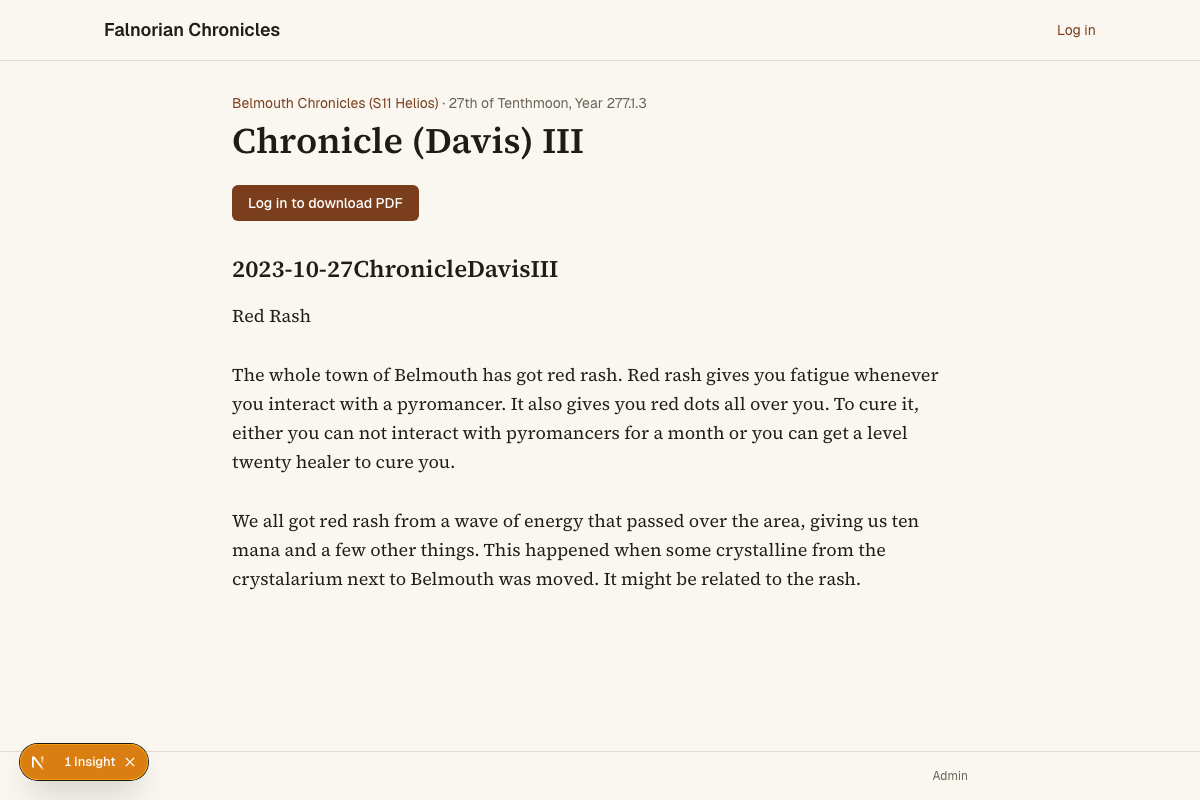 Falnorian Chronicles
Log in
Belmouth Chronicles (S11 Helios) · 27th of Tenthmoon, Year 277.1.3
Chronicle (Davis) III
Log in to download PDF
2023-10-27ChronicleDavisIII
Red Rash
The whole town of Belmouth has got red rash. Red rash gives you fatigue whenever
you interact with a pyromancer. It also gives you red dots all over you. To cure it,
either you can not interact with pyromancers for a month or you can get a level
twenty healer to cure you.
We all got red rash from a wave of energy that passed over the area, giving us ten
mana and a few other things. This happened when some crystalline from the
crystalarium next to Belmouth was moved. It might be related to the rash.
N 1 Insight
Admin